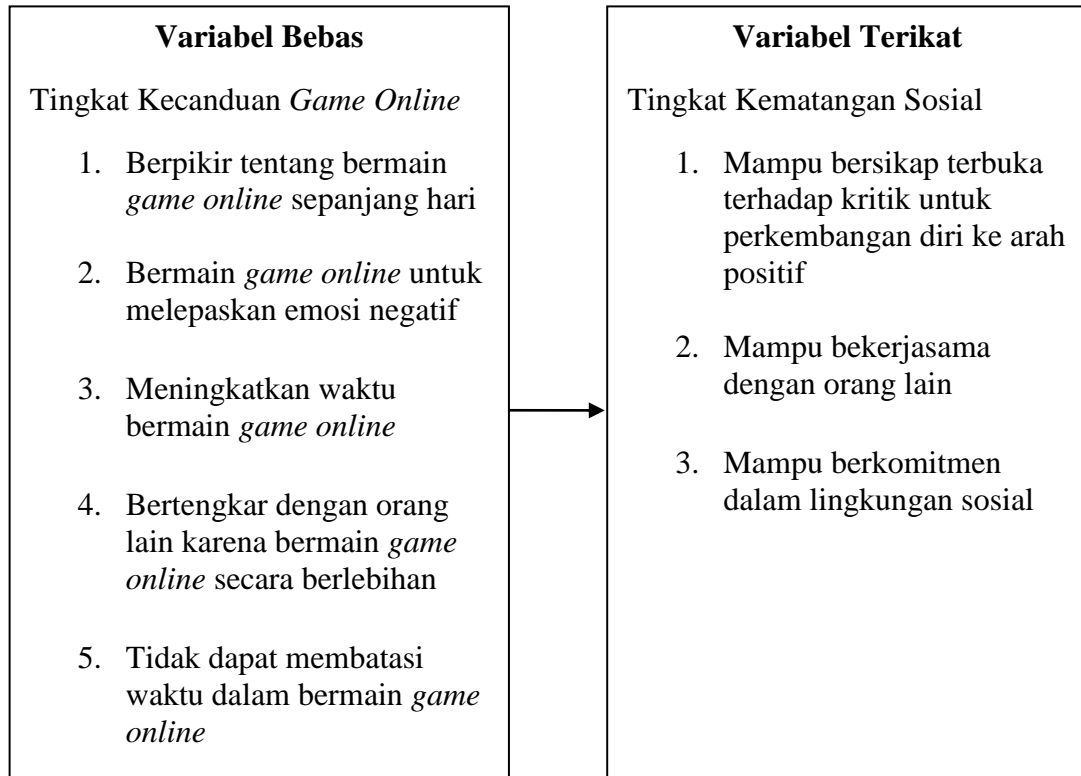 Variabel Bebas
Tingkat Kecanduan Game Online
1. Berpikir tentang bermain
game online sepanjang hari
2. Bermain game online untuk
melepaskan emosi negatif
3. Meningkatkan waktu
bermain game online
4. Bertengkar dengan orang
lain karena bermain game
online secara berlebihan
5. Tidak dapat membatasi
waktu dalam bermain game
online
Variabel Terikat
Tingkat Kematangan Sosial
1. Mampu bersikap terbuka
terhadap kritik untuk
perkembangan diri ke arah
positif
2. Mampu bekerjasama
dengan orang lain
3. Mampu berkomitmen
dalam lingkungan sosial